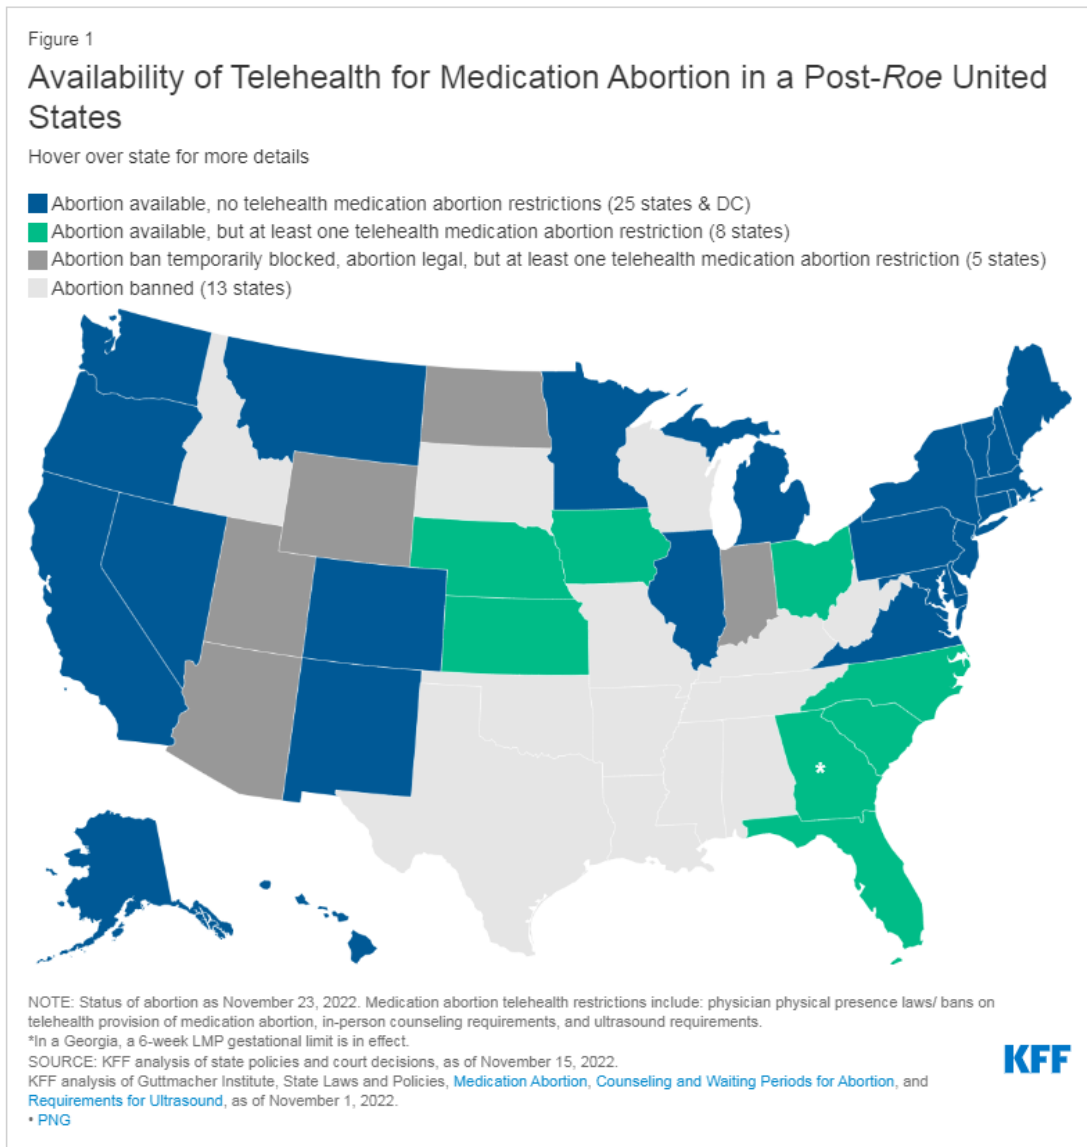 Figure 1
Availability of Telehealth for Medication Abortion in a Post-Roe United
States
Hover over state for more details
Abortion available, no telehealth medication abortion restrictions (25 states & DC)
Abortion available, but at least one telehealth medication abortion restriction (8 states)
Abortion ban temporarily blocked, abortion legal, but at least one telehealth medication abortion restriction (5 states)
Abortion banned (13 states)
*
NOTE: Status of abortion as November 23, 2022. Medication abortion telehealth restrictions include: physician physical presence laws/ bans on
telehealth provision of medication abortion, in-person counseling requirements, and ultrasound requirements.
*In a Georgia, a 6-week LMP gestational limit is in effect.
SOURCE: KFF analysis of state policies and court decisions, as of November 15, 2022.
KFF analysis of Guttmacher Institute, State Laws and Policies, Medication Abortion, Counseling and Waiting Periods for Abortion, and
Requirements for Ultrasound, as of November 1, 2022.
• PNG
KFF